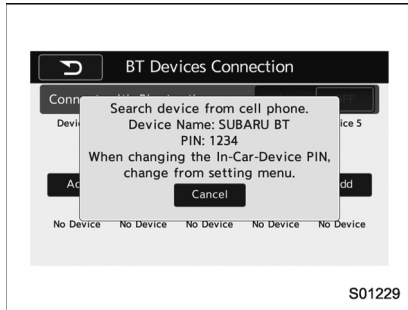 BT Devices Connection
Search device from cell phone.
Device Name: SUBARU BT
PIN: 1234
When changing the In-Car-Device PIN,
change from setting menu.
Cancel
No Device No Device No Device No Device No Device
S01229